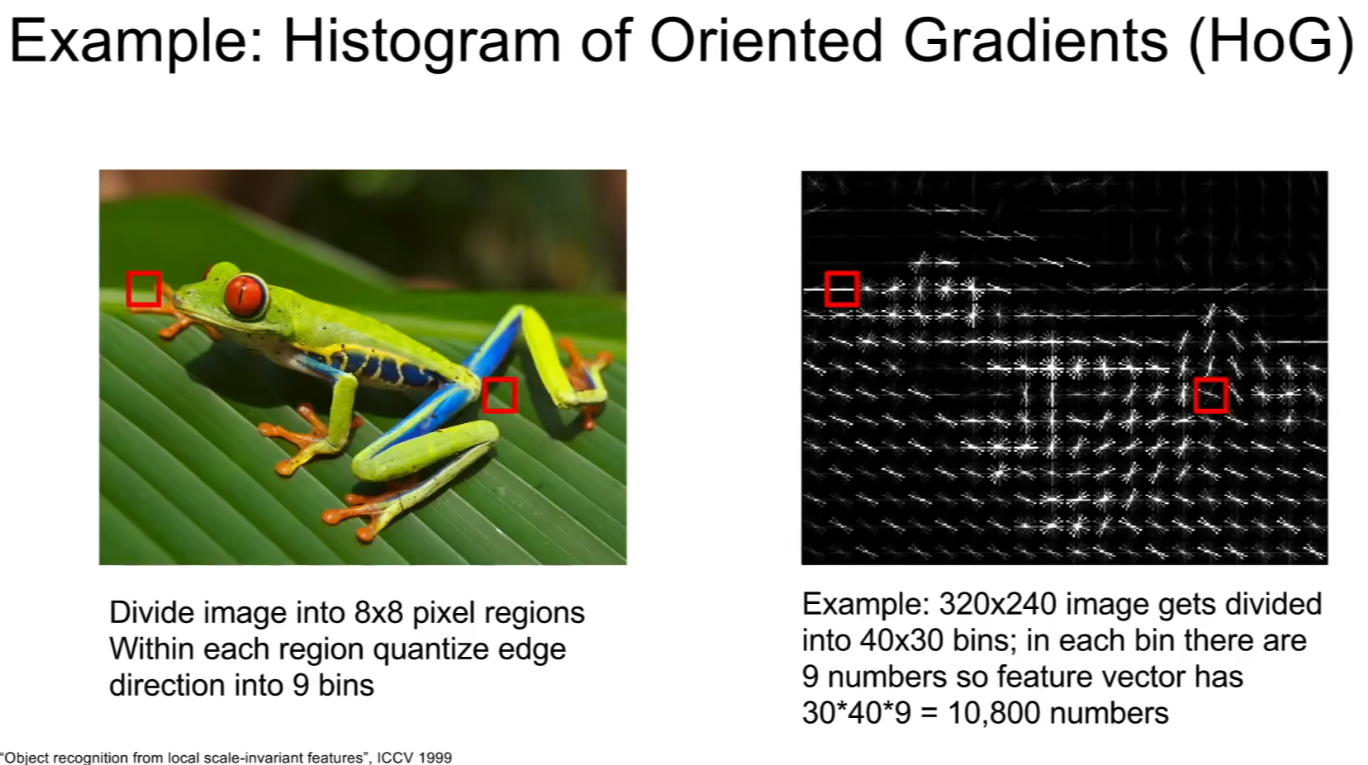 Example: Histogram of Oriented Gradients (HoG)
Divide image into 8x8 pixel regions
Within each region quantize edge
direction into 9 bins
Example: 320x240 image gets divided
into 40x30 bins; in each bin there are
9 numbers so feature vector has
30*40*9 = 10,800 numbers
“Object recognition from local scale-invariant features”, ICCV 1999